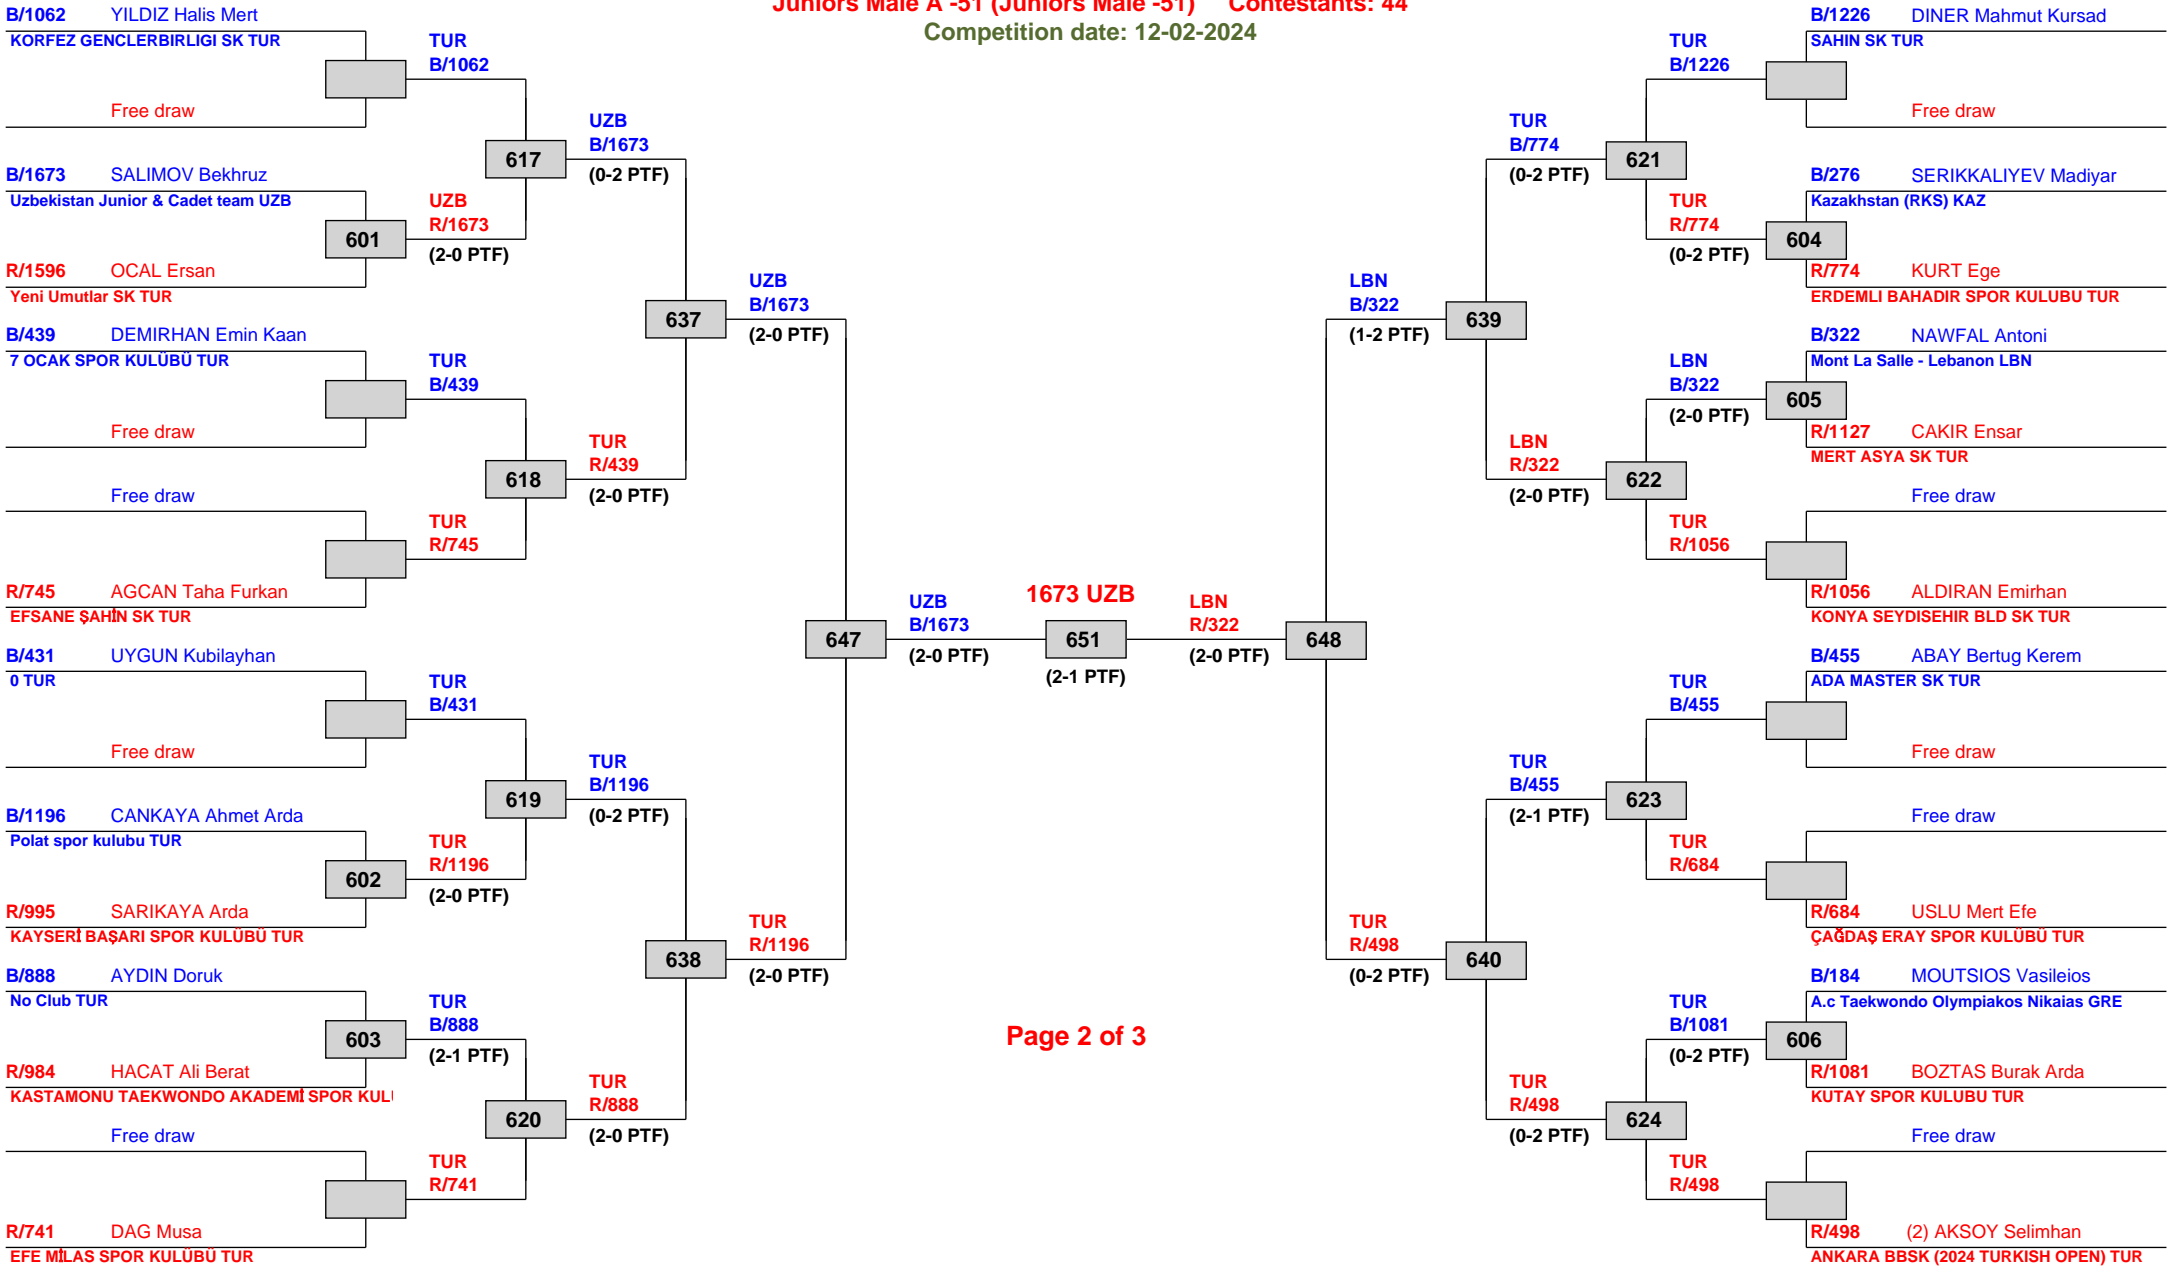 Juniors Male A -51 (Juniors Male -51) Contestants: 44
Competition date: 12-02-2024
B/1062 YILDIZ Halis Mert
KORFEZ GENCLERBIRLIGI SK TUR
Free draw
B/1673 SALIMOV Bekhruz
Uzbekistan Junior & Cadet team UZB
601
R/1596 OCAL Ersan
Yeni Umutlar SK TUR
B/439 DEMIRHAN Emin Kaan
7 OCAK SPOR KULÜBÜ TUR
Free draw
Free draw
R/745 AGCAN Taha Furkan
EFSANE ŞAHİN SK TUR
B/431 UYGUN Kubilayhan
0 TUR
Free draw
B/1196 CANKAYA Ahmet Arda
Polat spor kulubu TUR
602
R/995 SARIKAYA Arda
KAYSERİ BAŞARI SPOR KULÜBÜ TUR
B/888 AYDIN Doruk
No Club TUR
603
R/984 HACAT Ali Berat
KASTAMONU TAEKWONDO AKADEMİ SPOR KUL
Free draw
R/741 DAG Musa
EFE MİLAS SPOR KULÜBÜ TUR
TUR
B/1062
617
UZB
R/1673
(2-0 PTF)
TUR
B/439
618
TUR
R/745
TUR
B/431
619
TUR
R/1196
(2-0 PTF)
TUR
B/888
(2-1 PTF)
620
TUR
R/741
UZB
B/1673
(0-2 PTF)
637
TUR
R/439
(2-0 PTF)
TUR
B/1196
(0-2 PTF)
638
TUR
R/888
(2-0 PTF)
UZB
B/1673
(2-0 PTF)
647
TUR
R/1196
(2-0 PTF)
UZB
B/1673
(2-0 PTF)
1673 UZB
651
(2-1 PTF)
LBN
R/322
(2-0 PTF)
648
Page 2 of 3
LBN
B/322
(1-2 PTF)
639
TUR
R/498
(0-2 PTF)
640
TUR
B/774
(0-2 PTF)
621
LBN
R/322
(2-0 PTF)
622
TUR
B/455
(2-1 PTF)
623
TUR
R/498
(0-2 PTF)
624
TUR
B/1226
TUR
R/774
(0-2 PTF)
LBN
B/322
(2-0 PTF)
TUR
R/1056
TUR
B/455
TUR
R/684
TUR
B/1081
(0-2 PTF)
TUR
R/498
B/1226 DINER Mahmut Kursad
SAHIN SK TUR
Free draw
B/276 SERIKKALIYEV Madiyar
Kazakhstan (RKS) KAZ
604
R/774 KURT Ege
ERDEMLI BAHADIR SPOR KULUBU TUR
B/322 NAWFAL Antoni
Mont La Salle - Lebanon LBN
605
R/1127 CAKIR Ensar
MERT ASYA SK TUR
Free draw
R/1056 ALDIRAN Emirhan
KONYA SEYDISEHIR BLD SK TUR
B/455 ABAY Bertug Kerem
ADA MASTER SK TUR
Free draw
Free draw
R/684 USLU Mert Efe
ÇAĞDAŞ ERAY SPOR KULÜBÜ TUR
B/184 MOUTSIOS Vasileios
A.c Taekwondo Olympiakos Nikaias GRE
606
R/1081 BOZTAS Burak Arda
KUTAY SPOR KULUBU TUR
Free draw
R/498 (2) AKSOY Selimhan
ANKARA BBSK (2024 TURKISH OPEN) TUR